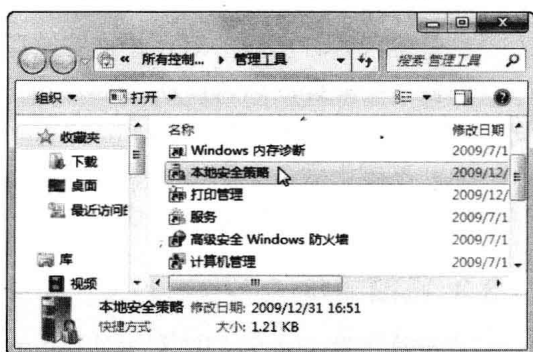 « 所有控制... ▸ 管理工具
搜索 管理工具
组织 ▼ 打开 ▼
名称 修改日期
收藏夹
下载
桌面
最近访问的
库
视频
Windows 内存诊断 2009/7/1
本地安全策略 2009/12/
打印管理 2009/12/
服务 2009/7/1
高级安全 Windows 防火墙 2009/7/1
计算机管理 2009/7/1
本地安全策略 修改日期: 2009/12/31 16:51
快捷方式 大小: 1.21 KB